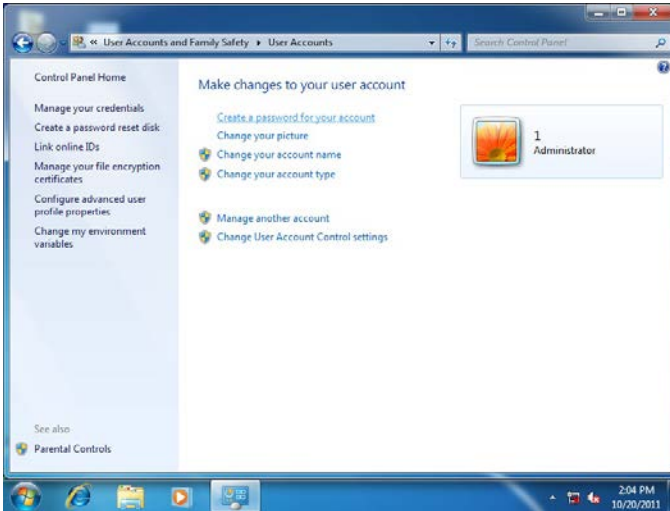 « User Accounts and Family Safety ▸ User Accounts
Search Control Panel
Control Panel Home
Manage your credentials
Create a password reset disk
Link online IDs
Manage your file encryption
certificates
Configure advanced user
profile properties
Change my environment
variables
See also
Parental Controls
Make changes to your user account
Create a password for your account
Change your picture
Change your account name
Change your account type
Manage another account
Change User Account Control settings
1
Administrator
2:04 PM
10/20/2011